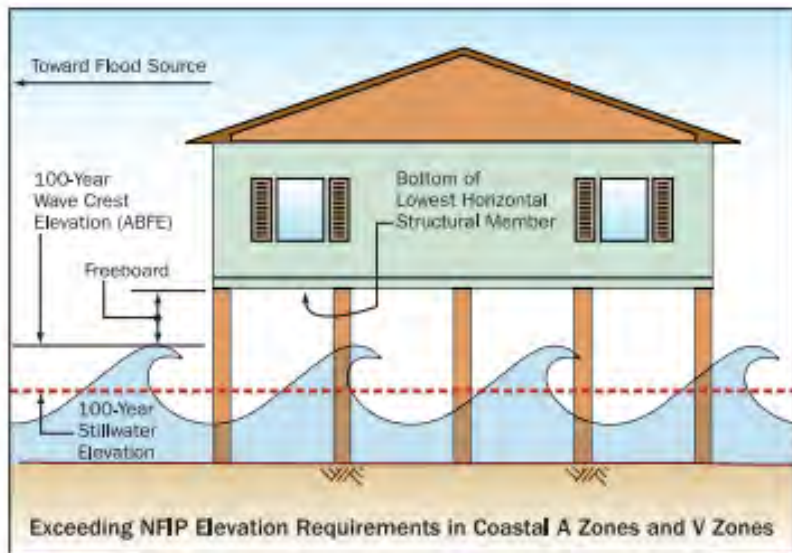 Toward Flood Source
100-Year
Wave Crest
Elevation (ABFE)
Bottom of
Lowest Horizontal
Structural Member
Freeboard
100-Year
Stillwater
Elevation
Exceeding NFIP Elevation Requirements in Coastal A Zones and V Zones